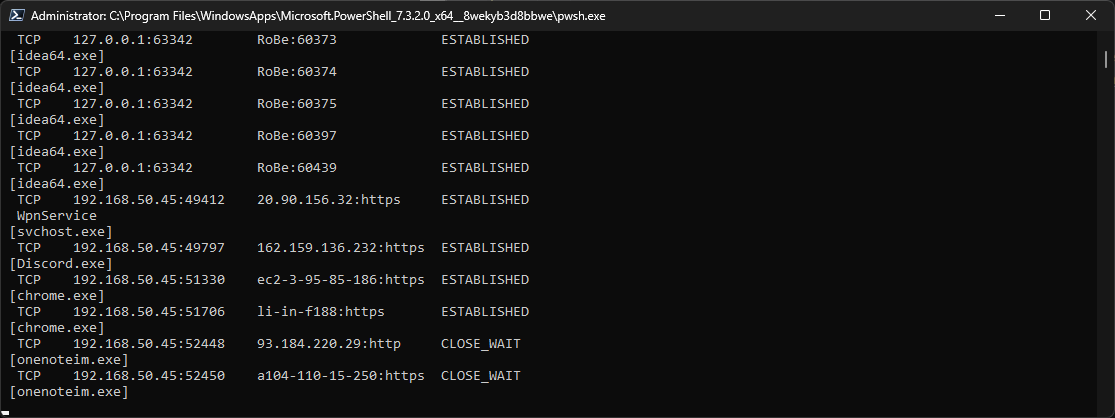 Administrator: C:\Program Files\WindowsApps\Microsoft.PowerShell_7.3.2.0_x64__8wekyb3d8bbwe\pwsh.exe
  TCP    127.0.0.1:63342        RoBe:60373             ESTABLISHED
 [idea64.exe]
  TCP    127.0.0.1:63342        RoBe:60374             ESTABLISHED
 [idea64.exe]
  TCP    127.0.0.1:63342        RoBe:60375             ESTABLISHED
 [idea64.exe]
  TCP    127.0.0.1:63342        RoBe:60397             ESTABLISHED
 [idea64.exe]
  TCP    127.0.0.1:63342        RoBe:60439             ESTABLISHED
 [idea64.exe]
  TCP    192.168.50.45:49412    20.90.156.32:https     ESTABLISHED
  WpnService
 [svchost.exe]
  TCP    192.168.50.45:49797    162.159.136.232:https  ESTABLISHED
 [Discord.exe]
  TCP    192.168.50.45:51330    ec2-3-95-85-186:https  ESTABLISHED
 [chrome.exe]
  TCP    192.168.50.45:51706    li-in-f188:https       ESTABLISHED
 [chrome.exe]
  TCP    192.168.50.45:52448    93.184.220.29:http     CLOSE_WAIT
 [onenoteim.exe]
  TCP    192.168.50.45:52450    a104-110-15-250:https  CLOSE_WAIT
 [onenoteim.exe]